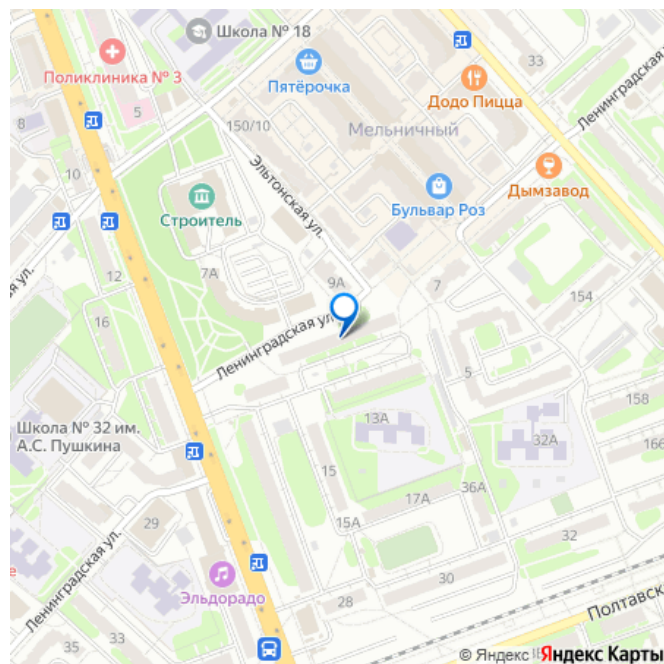 Школа № 18
Поликлиника № 3
Пятёрочка
33
Додо Пицца
Ленинградская ул.
8
5
150/10
Мельничный
10
Эльтонская ул.
Дымзавод
Строитель
Бульвар Роз
12
7А
9А
7
ая ул.
16
154
Ленинградская ул.
5
158
13А
Школа № 32 им.
А.С. Пушкина
32А
15
166
36А
17А
15А
29
32
Ленинградская ул.
е
Эльдорадо
30
28
Полтавск
35
33
© Яндекс
Яндекс Карты